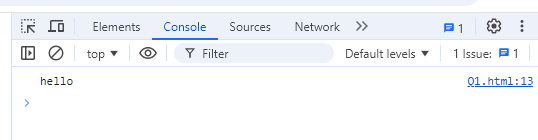 Elements Console Sources Network 1
top Filter Default levels 1 Issue: 1
hello Q1.html:13